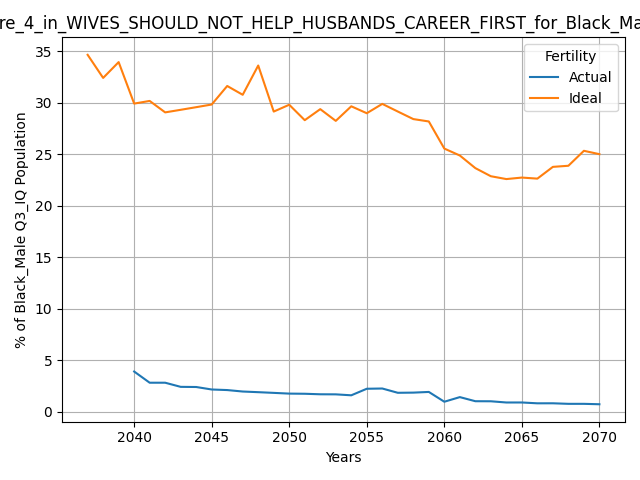 re_4_in_WIVES_SHOULD_NOT_HELP_HUSBANDS_CAREER_FIRST_for_Black_Ma
Fertility
Actual
Ideal
% of Black_Male Q3_IQ Population
35
30
25
20
15
10
5
0
2040 2045 2050 2055 2060 2065 2070
Years